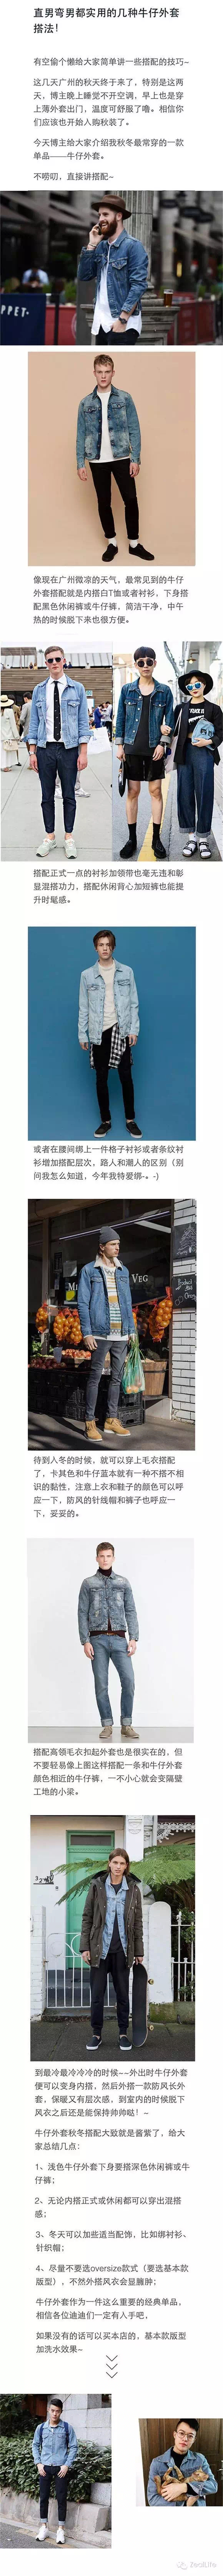 直男弯男都实用的几种牛仔外套
搭法！
有空偷个懒给大家简单讲一些搭配的技巧~
这几天广州的秋天终于来了，特别是这两
天，博主晚上睡觉不开空调，早上也是穿
上薄外套出门，温度可舒服了噜。相信你
们应该也开始入购秋装了。
今天博主给大家介绍我秋冬最常穿的一款
单品——牛仔外套。
不唠叨，直接讲搭配~
PPET
像现在广州微凉的天气，最常见到的牛仔
外套搭配就是内搭白T恤或者衬衫，下身搭
配黑色休闲裤或牛仔裤，简洁干净，中午
热的时候脱下来也很方便。
搭配正式一点的衬衫加领带也毫无违和彰
显混搭功力，搭配休闲背心加短裤也能提
升时髦感。
或者在腰间绑上一件格子衬衫或者条纹衬
衫增加搭配层次，路人和潮人的区别（别
问我怎么知道，今年我特爱绑-。-)
VEG
待到入冬的时候，就可以穿上毛衣搭配
了，卡其色和牛仔蓝本就有一种不搭不相
识的黏性，注意上衣和鞋子的颜色可以呼
应一下，防风的针线帽和裤子也呼应一
下，妥妥的。
搭配高领毛衣扣起外套也是很实在的，但
不要轻易像上图这样搭配一条和牛仔外套
颜色相近的牛仔裤，一不小心就会变隔壁
工地的小梁。
到最冷最冷冷冷的时候~~外出时牛仔外套
便可以变身内搭，然后外搭一款防风长外
套，保暖又有层次感，到室内的时候脱下
风衣之后还是能保持帅帅哒！~
牛仔外套秋冬搭配大致就是酱紫了，给大
家总结几点：
1、浅色牛仔外套下身要搭深色休闲裤或牛
仔裤；
2、无论内搭正式或休闲都可以穿出混搭
感；
3、冬天可以加些适当配饰，比如绑衬衫、
针织帽；
4、尽量不要选oversize款式（要选基本款
版型），不然外搭风衣会显臃肿；
牛仔外套作为一件这么重要的经典单品，
相信各位迪迪们一定有入手吧，
如果没有的话可以买本店的，基本款版型
加洗水效果~
ZestLife